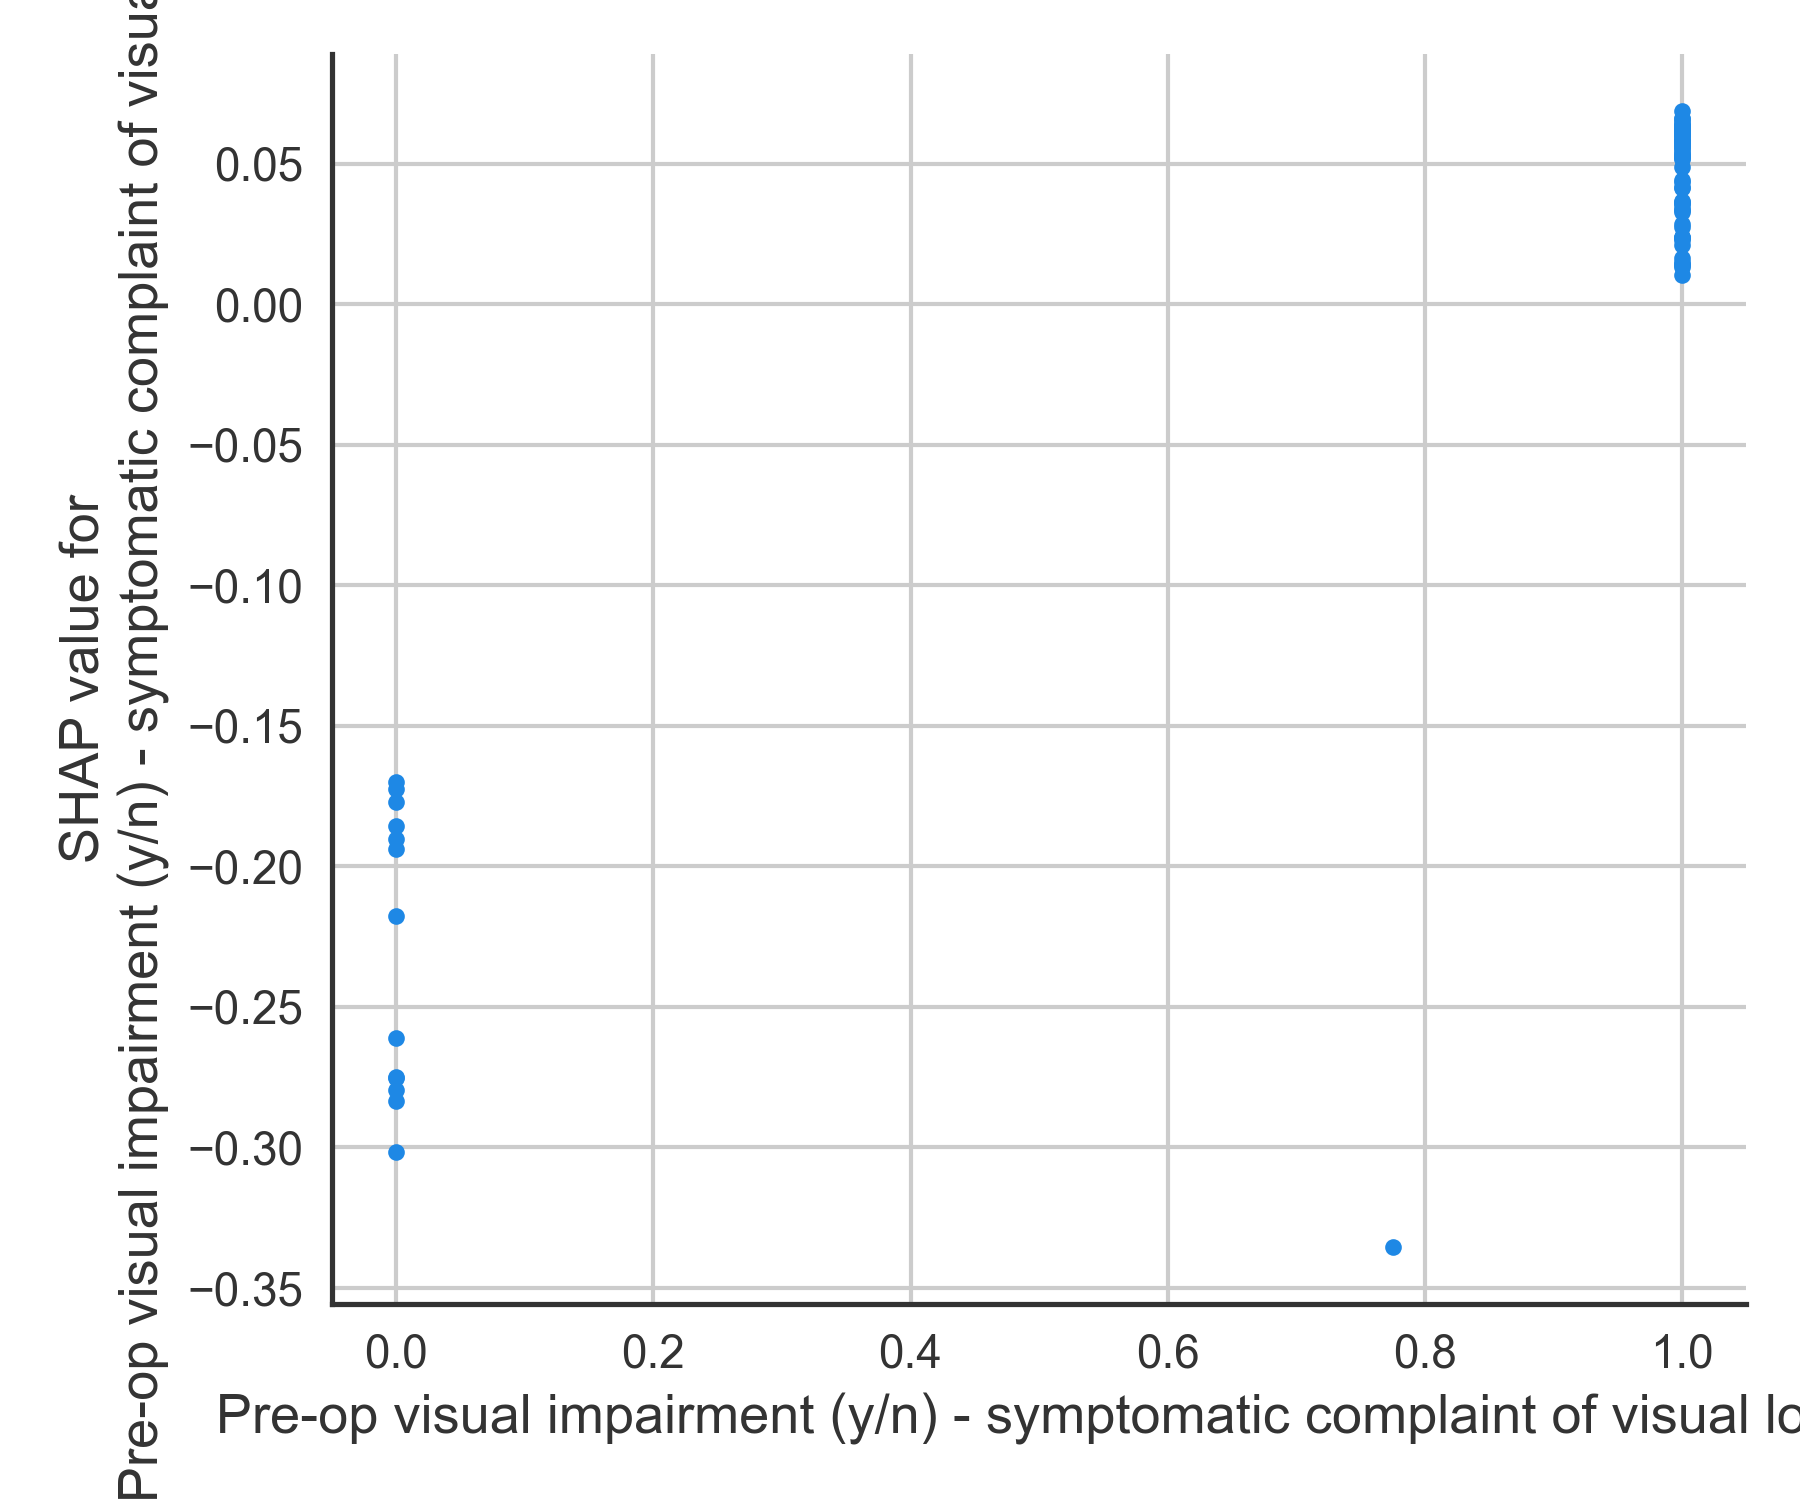 SHAP value for
Pre-op visual impairment (y/n) - symptomatic complaint of visua
0.05
0.00
−0.05
−0.10
−0.15
−0.20
−0.25
−0.30
−0.35
0.0 0.2 0.4 0.6 0.8 1.0
Pre-op visual impairment (y/n) - symptomatic complaint of visual lo